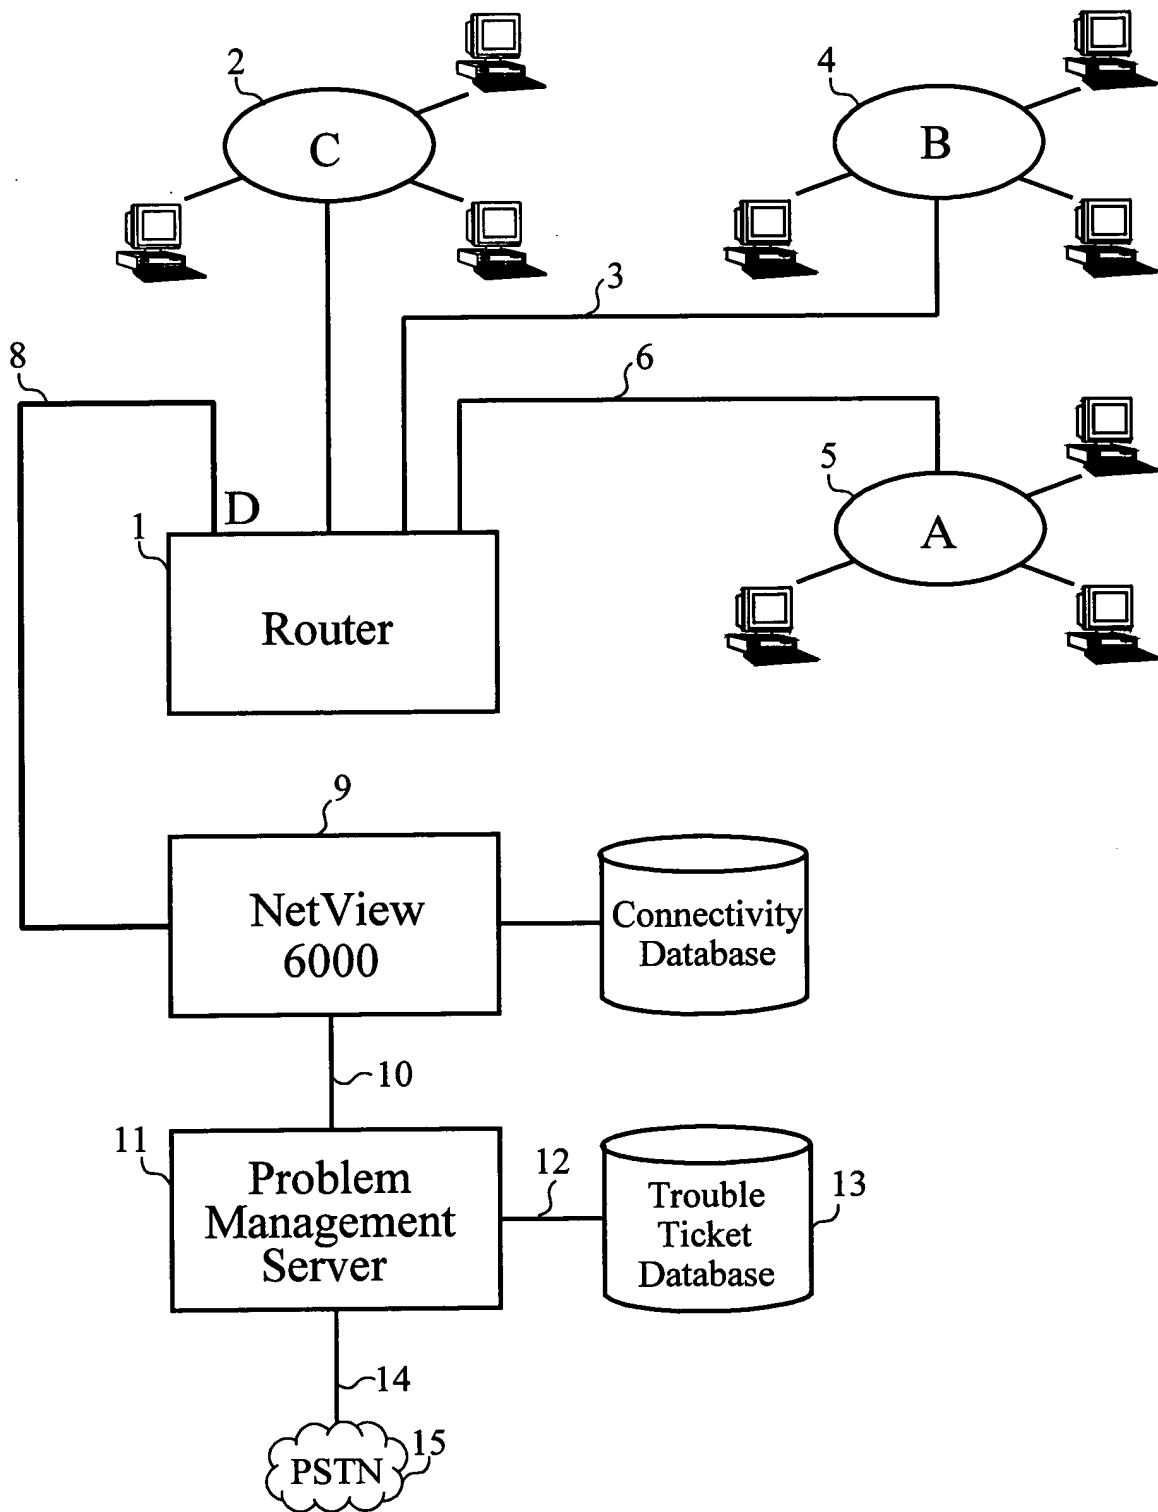 2
C
4
B
3
8
6
5
A
D
1
Router
9
NetView
6000
Connectivity
Database
10
11
Problem
Management
Server
12
Trouble
Ticket
Database
13
14
PSTN
15